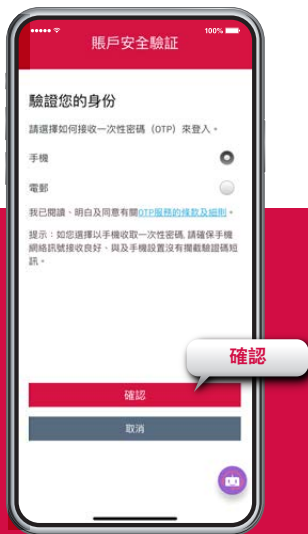 100%
賬戶安全驗証
驗證您的身份
請選擇如何接收一次性密碼（OTP）來登入。
手機
電郵
我已閱讀、明白及同意有關OTP服務的條款及細則。
提示：如您選擇以手機收取一次性密碼, 請確保手機
網絡訊號接收良好、與及手機設置沒有攔截驗證碼短
訊。
確認
確認
取消